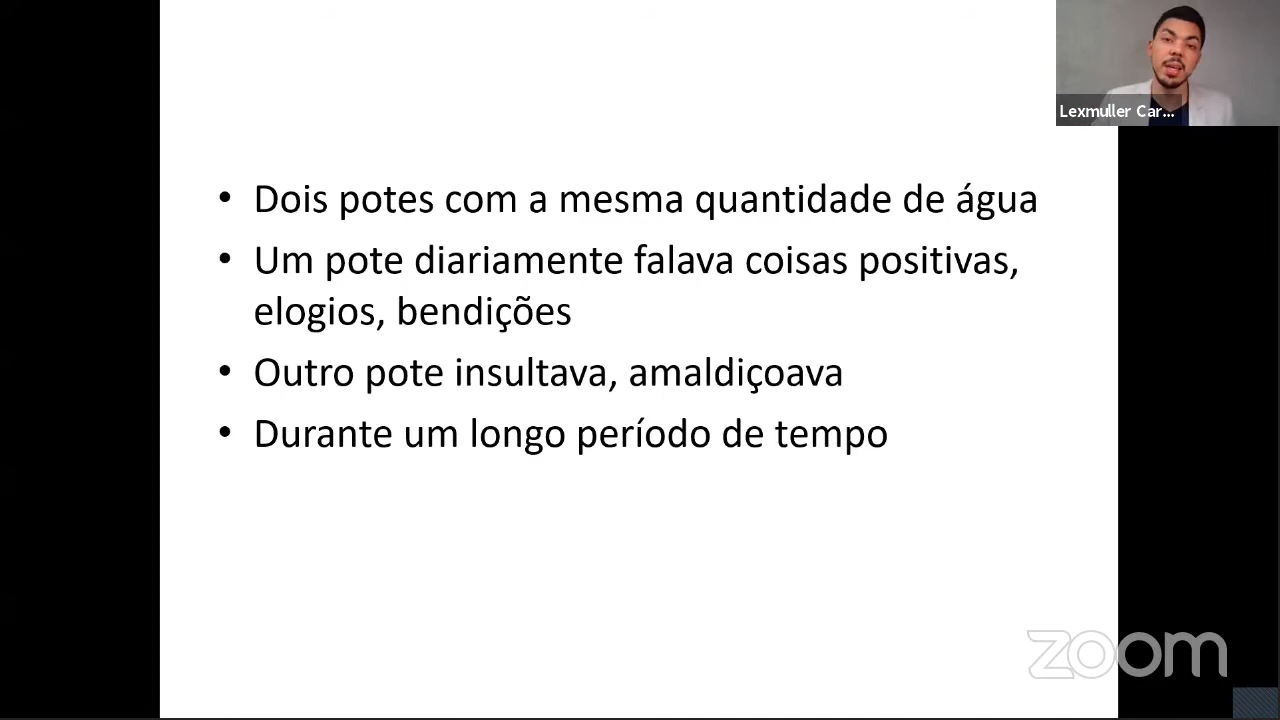 Lexmuller Car...
• Dois potes com a mesma quantidade de água
• Um pote diariamente falava coisas positivas,
elogios, bendições
• Outro pote insultava, amaldiçoava
• Durante um longo período de tempo
zoom